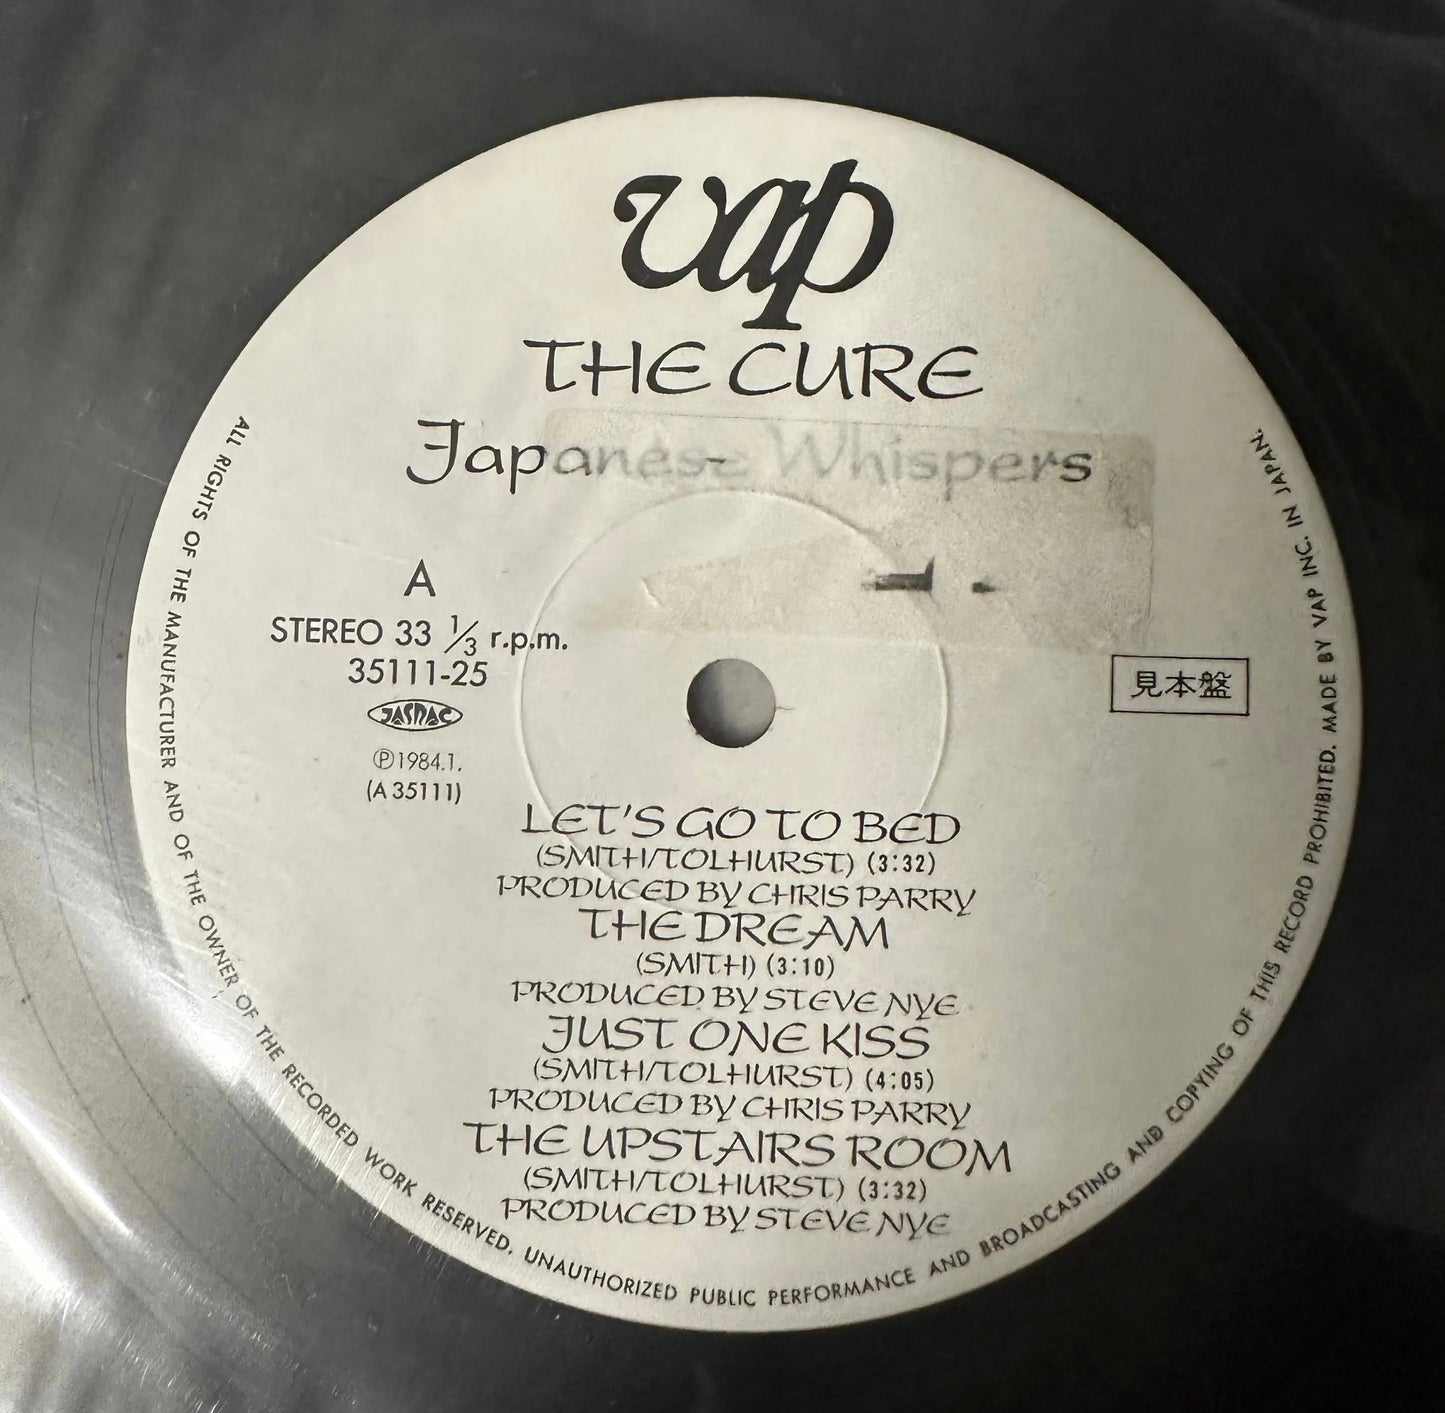 vap
THE CURE
Japanese Whispers
A
STEREO 33 1/3 r.p.m.
35111-25
JASRAC
Ⓟ1984.1.
(A 35111)
見本盤
LET'S GO TO BED
(SMITH/TOLHURST) (3:32)
PRODUCED BY CHRIS PARRY
THE DREAM
(SMITH) (3:10)
PRODUCED BY STEVE NYE
JUST ONE KISS
(SMITH/TOLHURST) (4:05)
PRODUCED BY CHRIS PARRY
THE UPSTAIRS ROOM
(SMITH/TOLHURST) (3:32)
PRODUCED BY STEVE NYE
ALL RIGHTS OF THE MANUFACTURER AND OF THE OWNER OF THE RECORDED WORK RESERVED. UNAUTHORIZED PUBLIC PERFORMANCE AND BROADCASTING AND COPYING OF THIS RECORD PROHIBITED. MADE BY VAP INC. IN JAPAN.